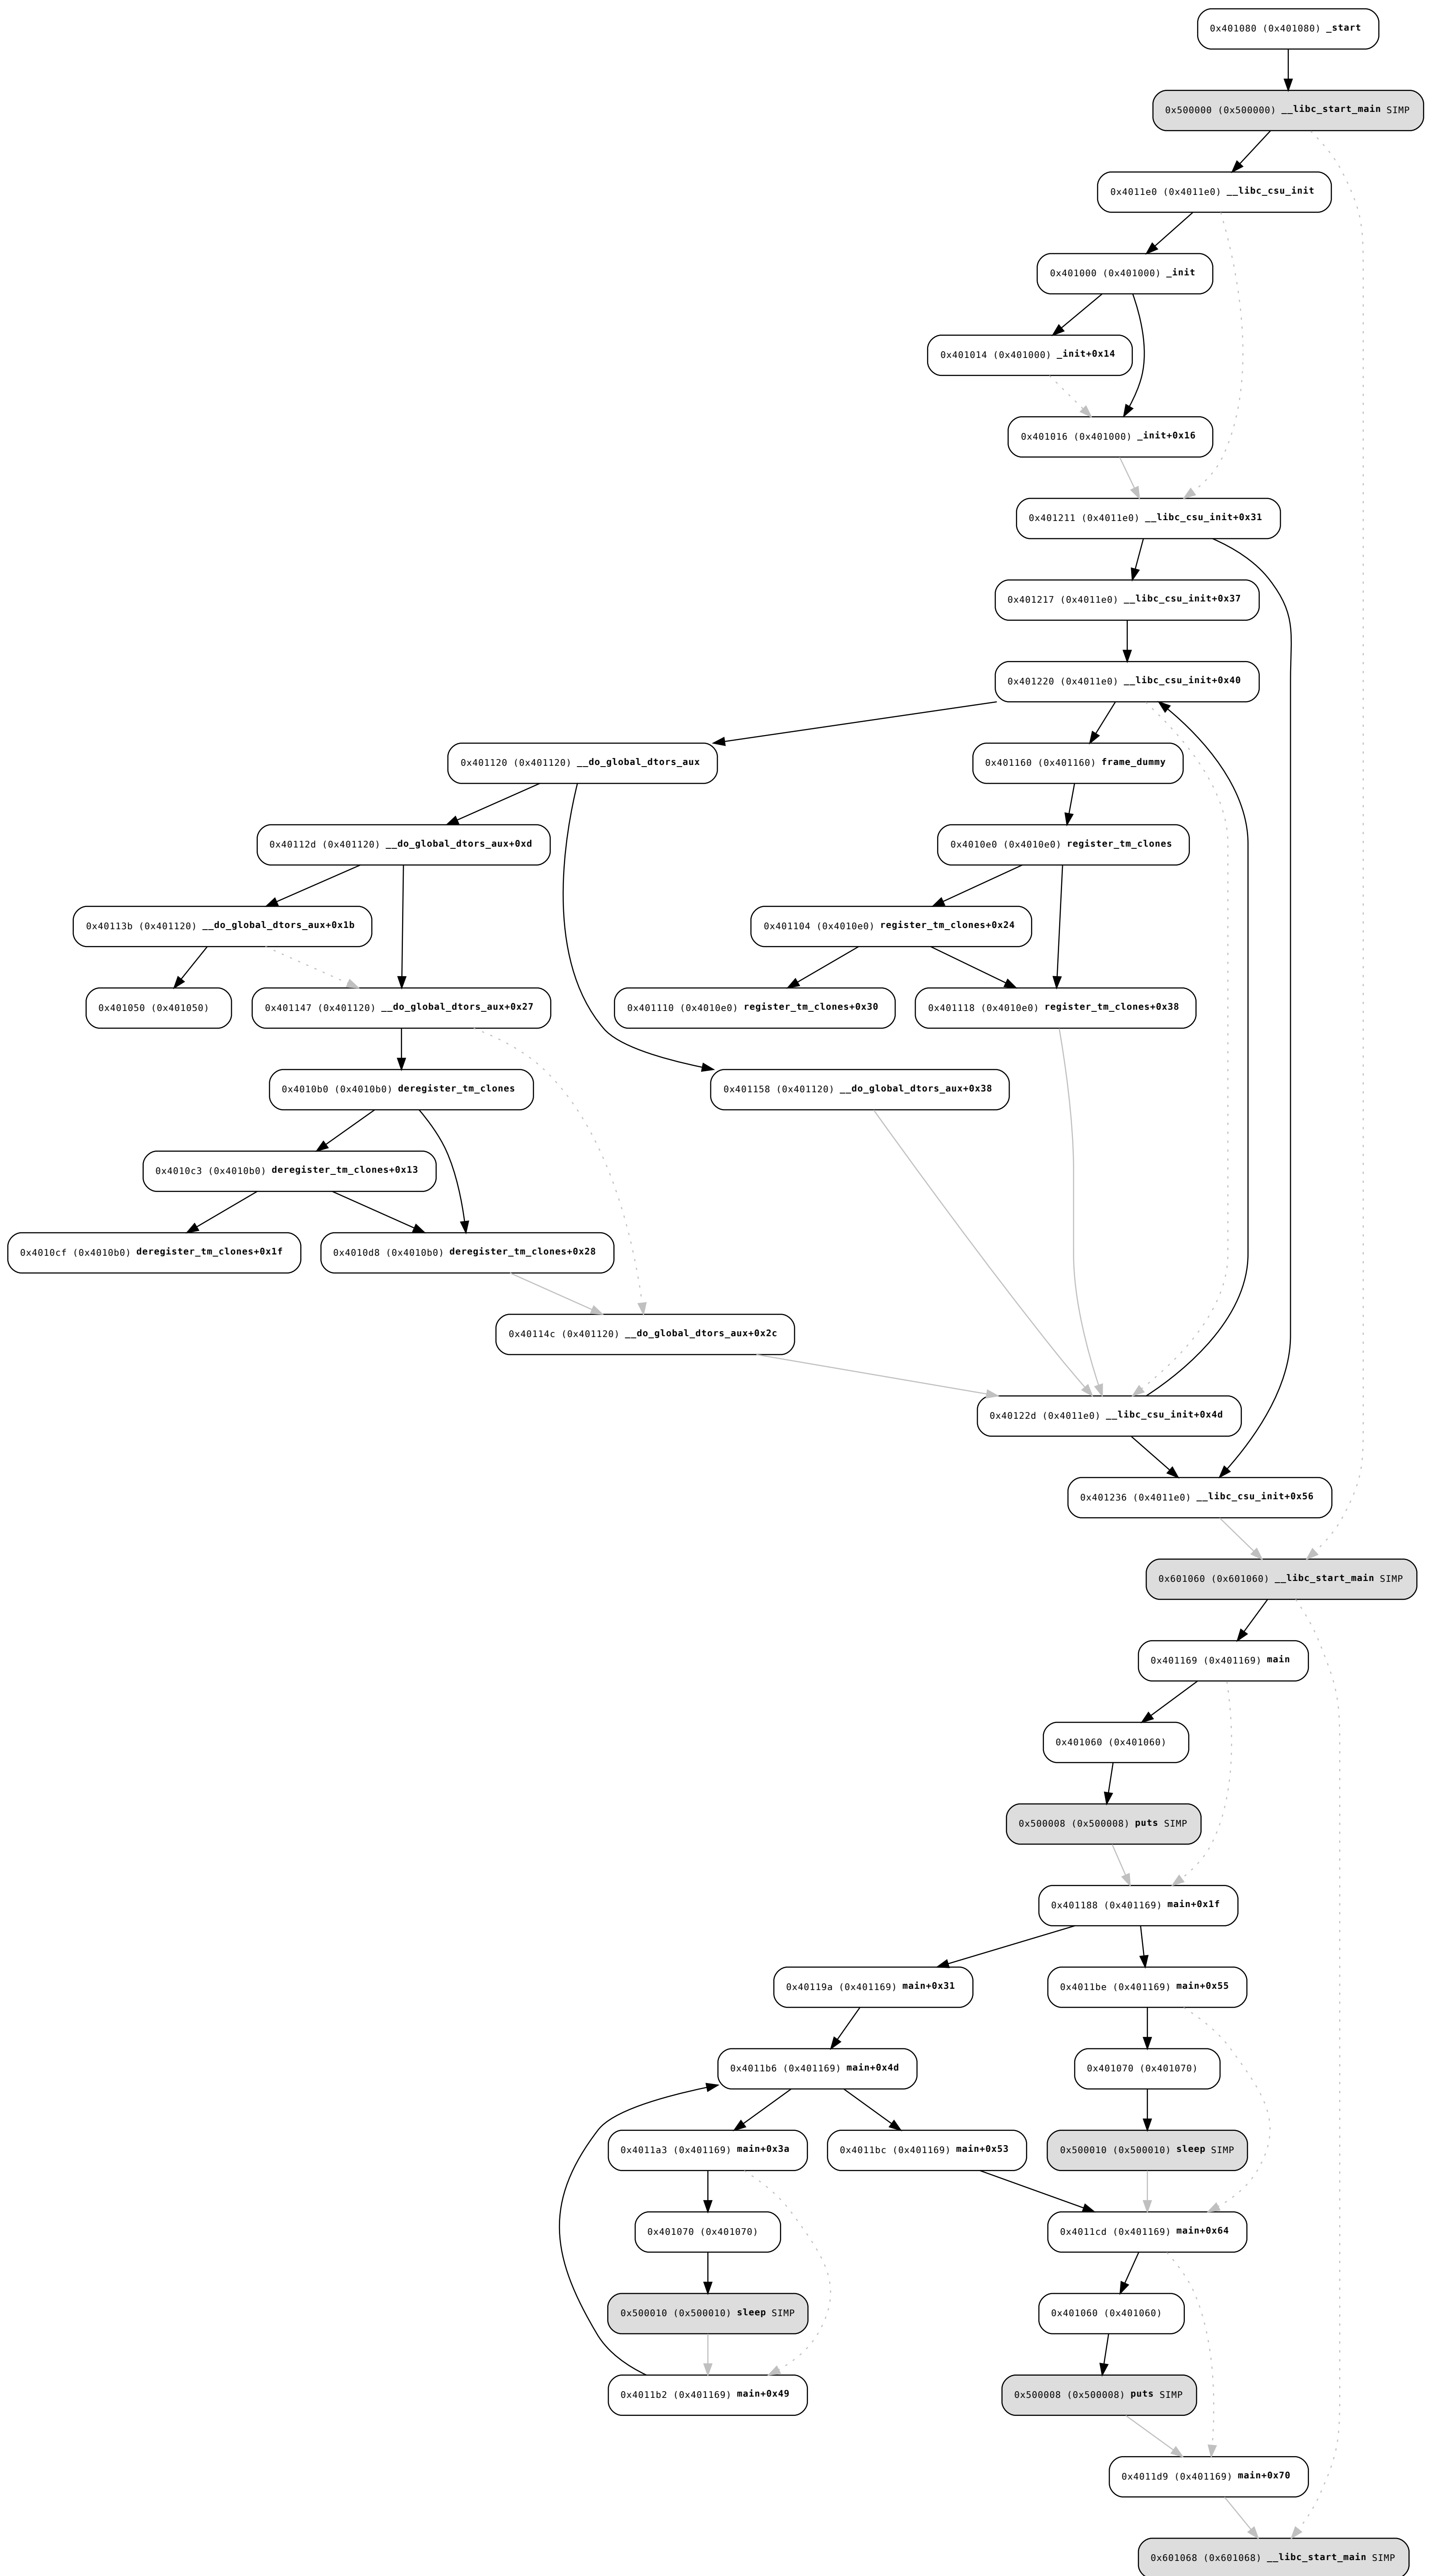 0x401080 (0x401080) _start
0x500000 (0x500000) __libc_start_main SIMP
0x4011e0 (0x4011e0) __libc_csu_init
0x401000 (0x401000) _init
0x401014 (0x401000) _init+0x14
0x401016 (0x401000) _init+0x16
0x401211 (0x4011e0) __libc_csu_init+0x31
0x401217 (0x4011e0) __libc_csu_init+0x37
0x401220 (0x4011e0) __libc_csu_init+0x40
0x401120 (0x401120) __do_global_dtors_aux
0x401160 (0x401160) frame_dummy
0x40112d (0x401120) __do_global_dtors_aux+0xd
0x4010e0 (0x4010e0) register_tm_clones
0x40113b (0x401120) __do_global_dtors_aux+0x1b
0x401104 (0x4010e0) register_tm_clones+0x24
0x401050 (0x401050)
0x401147 (0x401120) __do_global_dtors_aux+0x27
0x401110 (0x4010e0) register_tm_clones+0x30
0x401118 (0x4010e0) register_tm_clones+0x38
0x4010b0 (0x4010b0) deregister_tm_clones
0x401158 (0x401120) __do_global_dtors_aux+0x38
0x4010c3 (0x4010b0) deregister_tm_clones+0x13
0x4010cf (0x4010b0) deregister_tm_clones+0x1f
0x4010d8 (0x4010b0) deregister_tm_clones+0x28
0x40114c (0x401120) __do_global_dtors_aux+0x2c
0x40122d (0x4011e0) __libc_csu_init+0x4d
0x401236 (0x4011e0) __libc_csu_init+0x56
0x601060 (0x601060) __libc_start_main SIMP
0x401169 (0x401169) main
0x401060 (0x401060)
0x500008 (0x500008) puts SIMP
0x401188 (0x401169) main+0x1f
0x40119a (0x401169) main+0x31
0x4011be (0x401169) main+0x55
0x4011b6 (0x401169) main+0x4d
0x401070 (0x401070)
0x4011a3 (0x401169) main+0x3a
0x4011bc (0x401169) main+0x53
0x500010 (0x500010) sleep SIMP
0x401070 (0x401070)
0x4011cd (0x401169) main+0x64
0x500010 (0x500010) sleep SIMP
0x401060 (0x401060)
0x4011b2 (0x401169) main+0x49
0x500008 (0x500008) puts SIMP
0x4011d9 (0x401169) main+0x70
0x601068 (0x601068) __libc_start_main SIMP